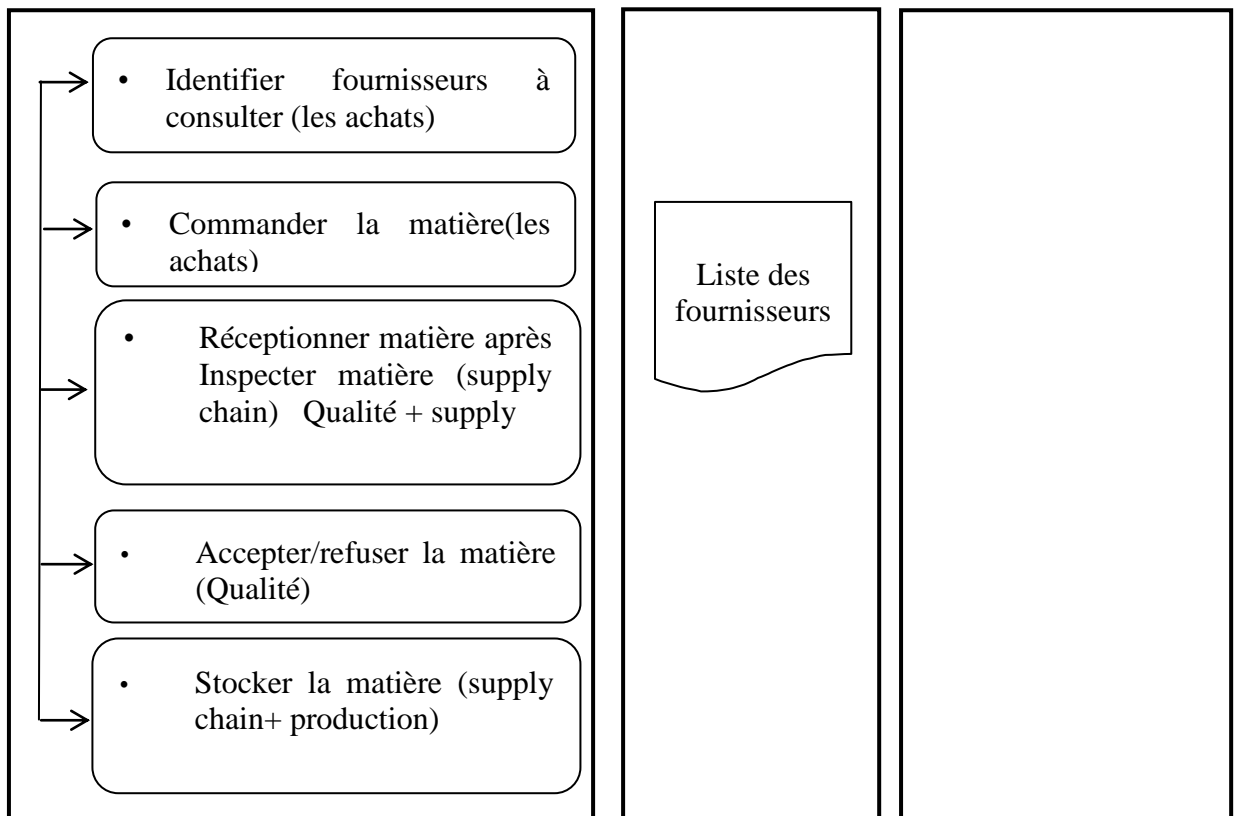 • Identifier fournisseurs à
consulter (les achats)
• Commander la matière(les
achats)
• Réceptionner matière après
Inspecter matière (supply
chain) Qualité + supply
• Accepter/refuser la matière
(Qualité)
• Stocker la matière (supply
chain+ production)
Liste des
fournisseurs